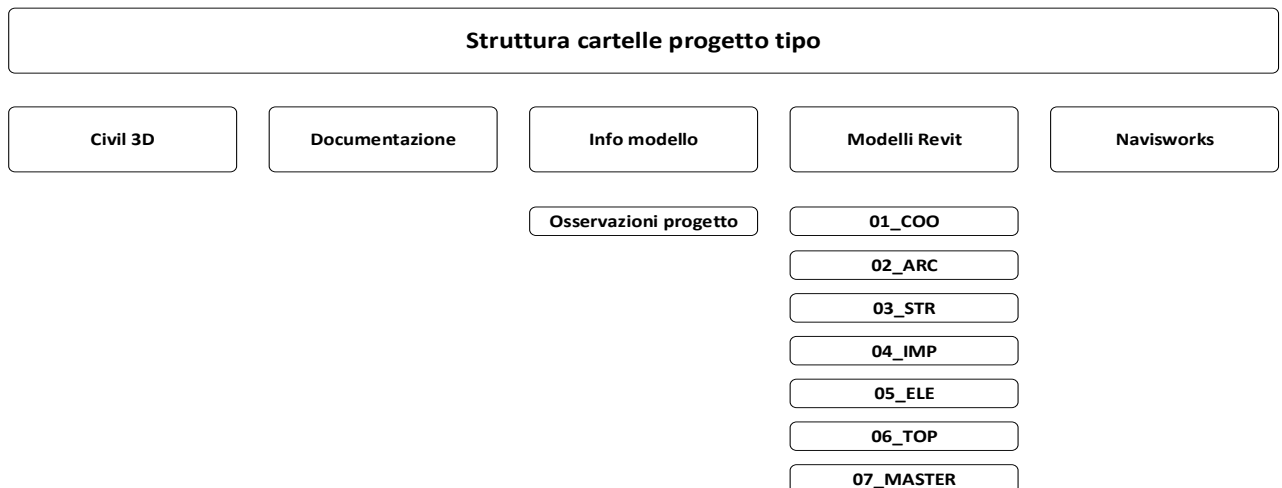 Struttura cartelle progetto tipo
Civil 3D
Documentazione
Info modello
Modelli Revit
Navisworks
Osservazioni progetto
01_COO
02_ARC
03_STR
04_IMP
05_ELE
06_TOP
07_MASTER